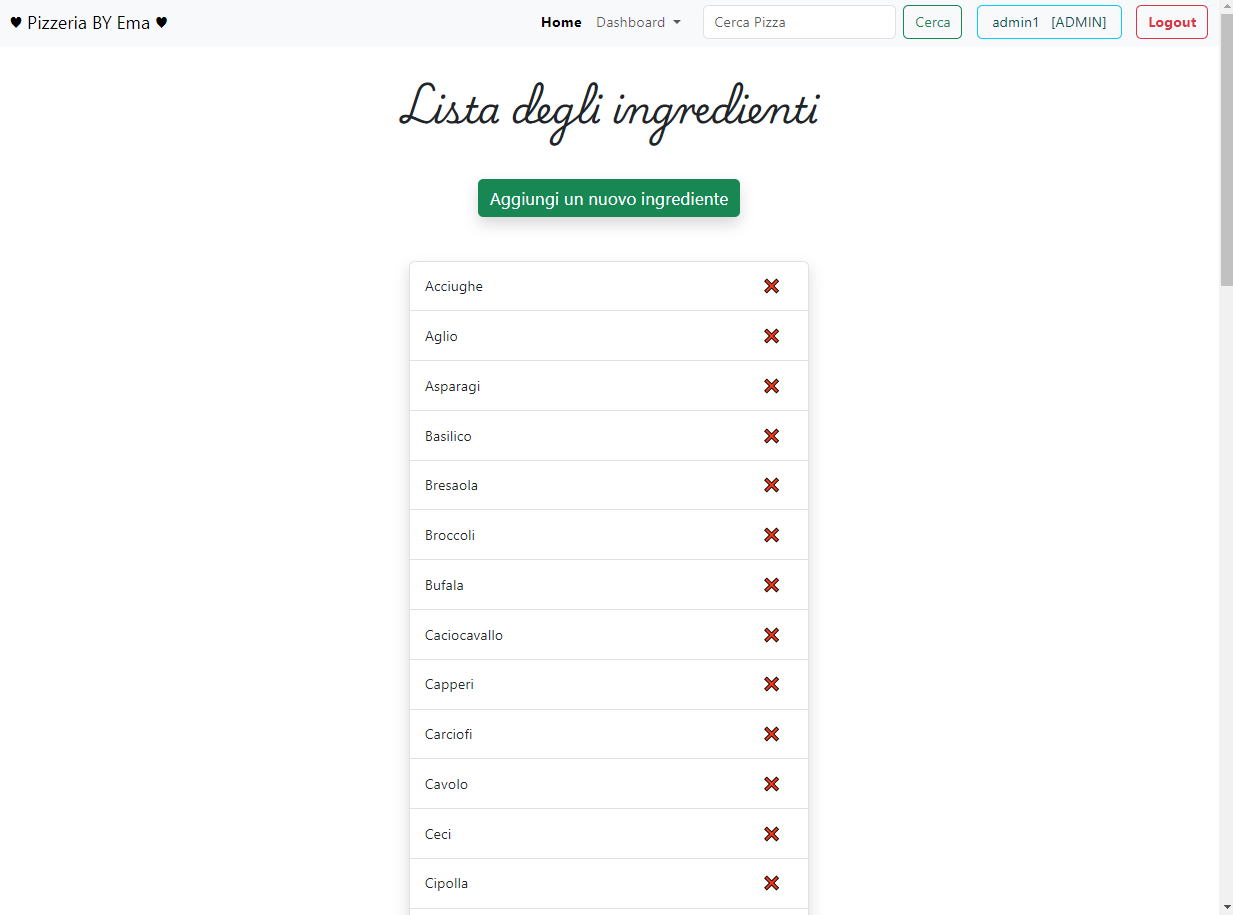 ♥ Pizzeria BY Ema ♥ Home Dashboard Cerca Pizza Cerca admin1 [ADMIN] Logout
Lista degli ingredienti
Aggiungi un nuovo ingrediente
Acciughe
Aglio
Asparagi
Basilico
Bresaola
Broccoli
Bufala
Caciocavallo
Capperi
Carciofi
Cavolo
Ceci
Cipolla